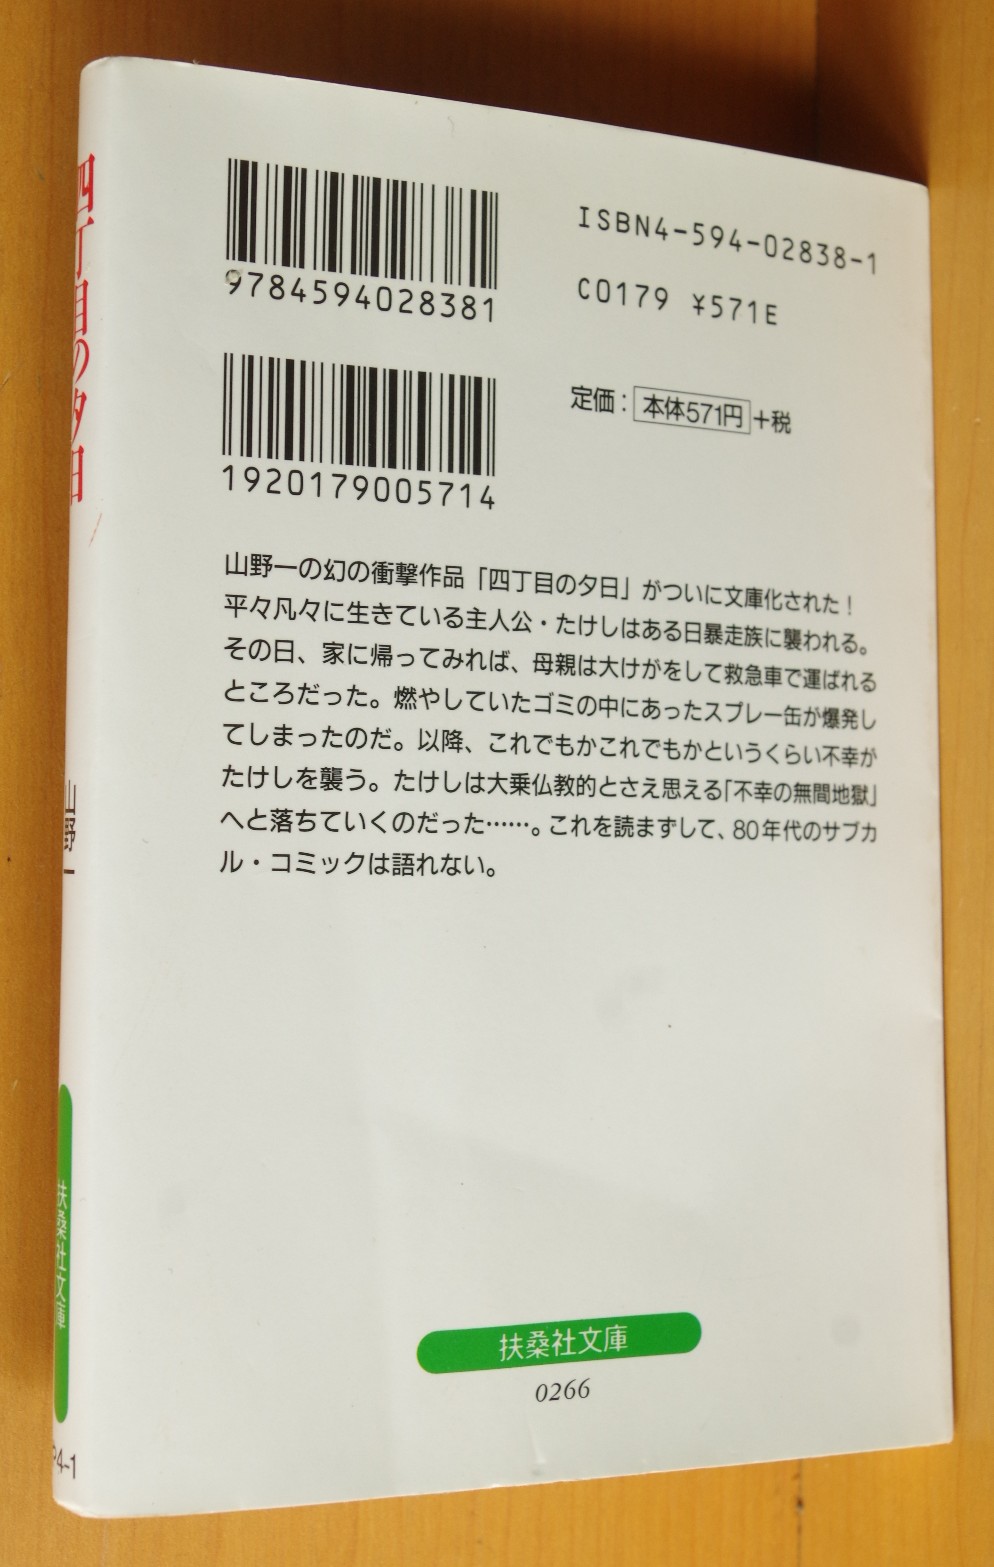 四丁目の夕日
山野一
扶桑社文庫
9784594028381
ISBN4-594-02838-1
C0179 ¥571E
1920179005714
定価：本体571円＋税
山野一の幻の衝撃作品「四丁目の夕日」がついに文庫化された！
平々凡々に生きている主人公・たけしはある日暴走族に襲われる。
その日、家に帰ってみれば、母親は大けがをして救急車で運ばれる
ところだった。燃やしていたゴミの中にあったスプレー缶が爆発し
てしまったのだ。以降、これでもかこれでもかというくらい不幸が
たけしを襲う。たけしは大乗仏教的とさえ思える「不幸の無間地獄」
へと落ちていくのだった……。これを読まずして、80年代のサブカ
ル・コミックは語れない。
扶桑社文庫
0266